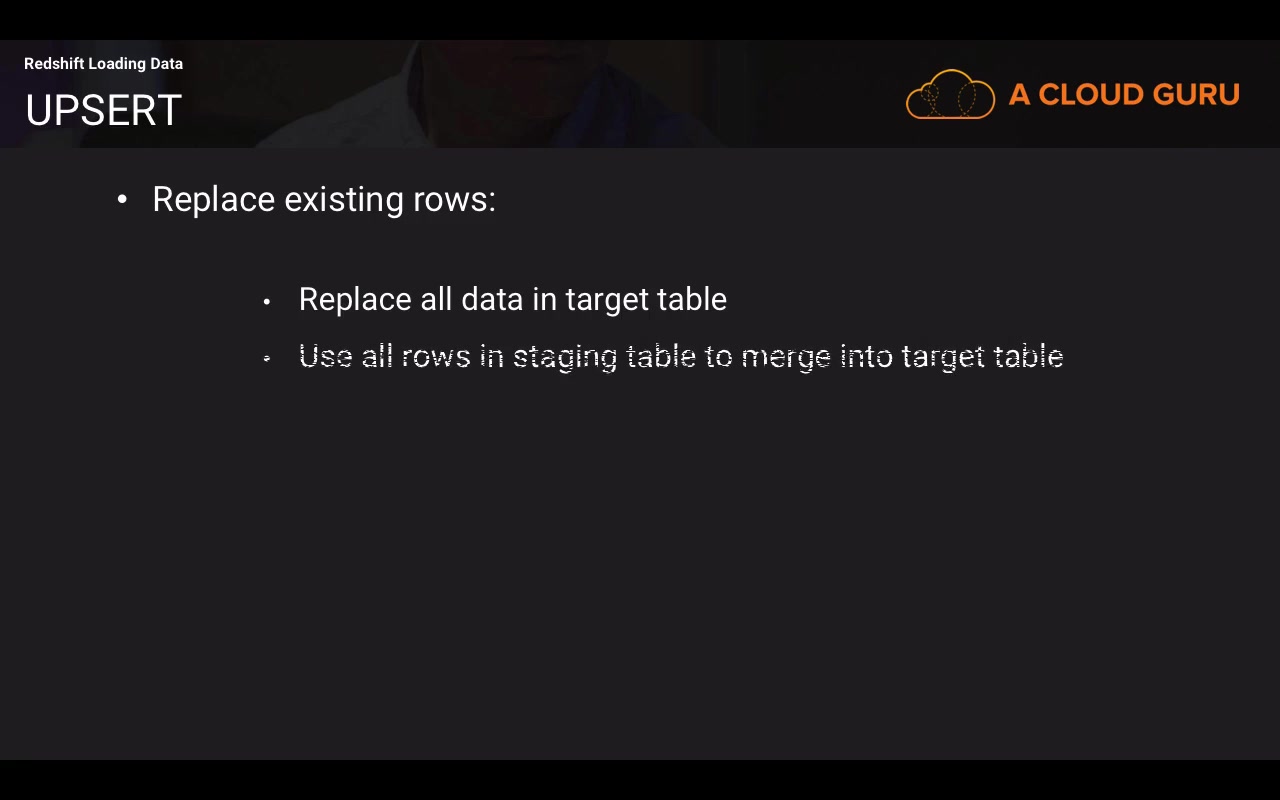 Redshift Loading Data
UPSERT
A CLOUD GURU
• Replace existing rows:
• Replace all data in target table
• Use all rows in staging table to merge into target table